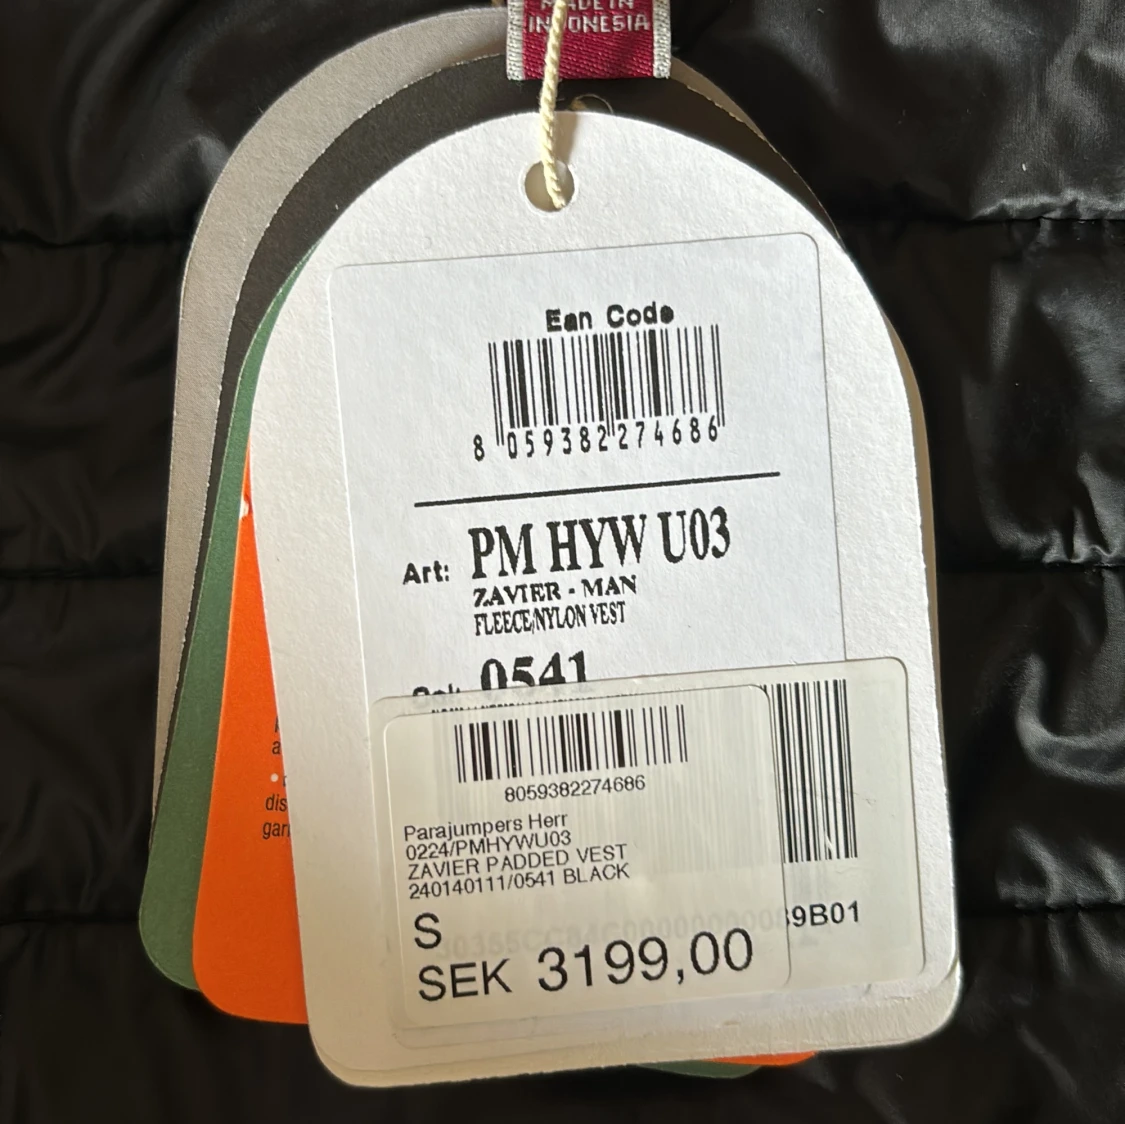 MADE IN
INDONESIA
Ean Code
8 059382 274686
Art: PM HYW U03
ZAVIER - MAN
FLEECE/NYLON VEST
0541
8059382274686
Parajumpers Herr
0224/PMHYWU03
ZAVIER PADDED VEST
240140111/0541 BLACK
S
9B01
SEK 3199,00
dis